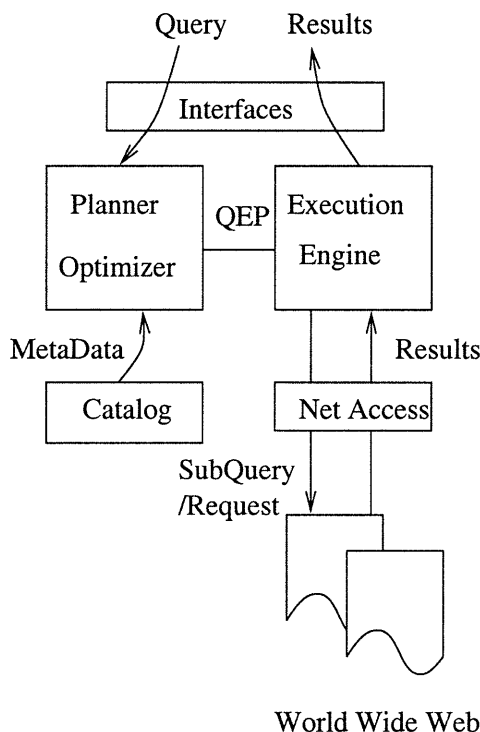 Query
Results
Interfaces
Planner
Optimizer
QEP
Execution
Engine
MetaData
Results
Catalog
Net Access
SubQuery
/Request
World Wide Web